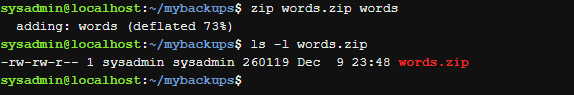 sysadmin@localhost:~/mybackups$ zip words.zip words
  adding: words (deflated 73%)
sysadmin@localhost:~/mybackups$ ls -l words.zip
-rw-rw-r-- 1 sysadmin sysadmin 260119 Dec  9 23:48 words.zip
sysadmin@localhost:~/mybackups$